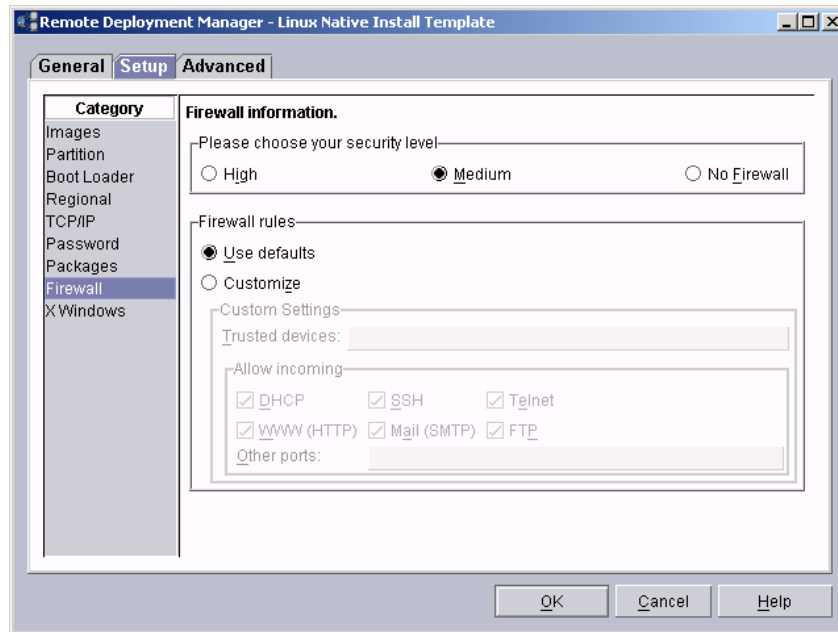 Remote Deployment Manager - Linux Native Install Template
General Setup Advanced
Category
Images
Partition
Boot Loader
Regional
TCP/IP
Password
Packages
Firewall
X Windows
Firewall information.
Please choose your security level
High Medium No Firewall
Firewall rules
Use defaults
Customize
Custom Settings
Trusted devices:
Allow incoming
DHCP SSH Telnet
WWW (HTTP) Mail (SMTP) FTP
Other ports:
OK Cancel Help